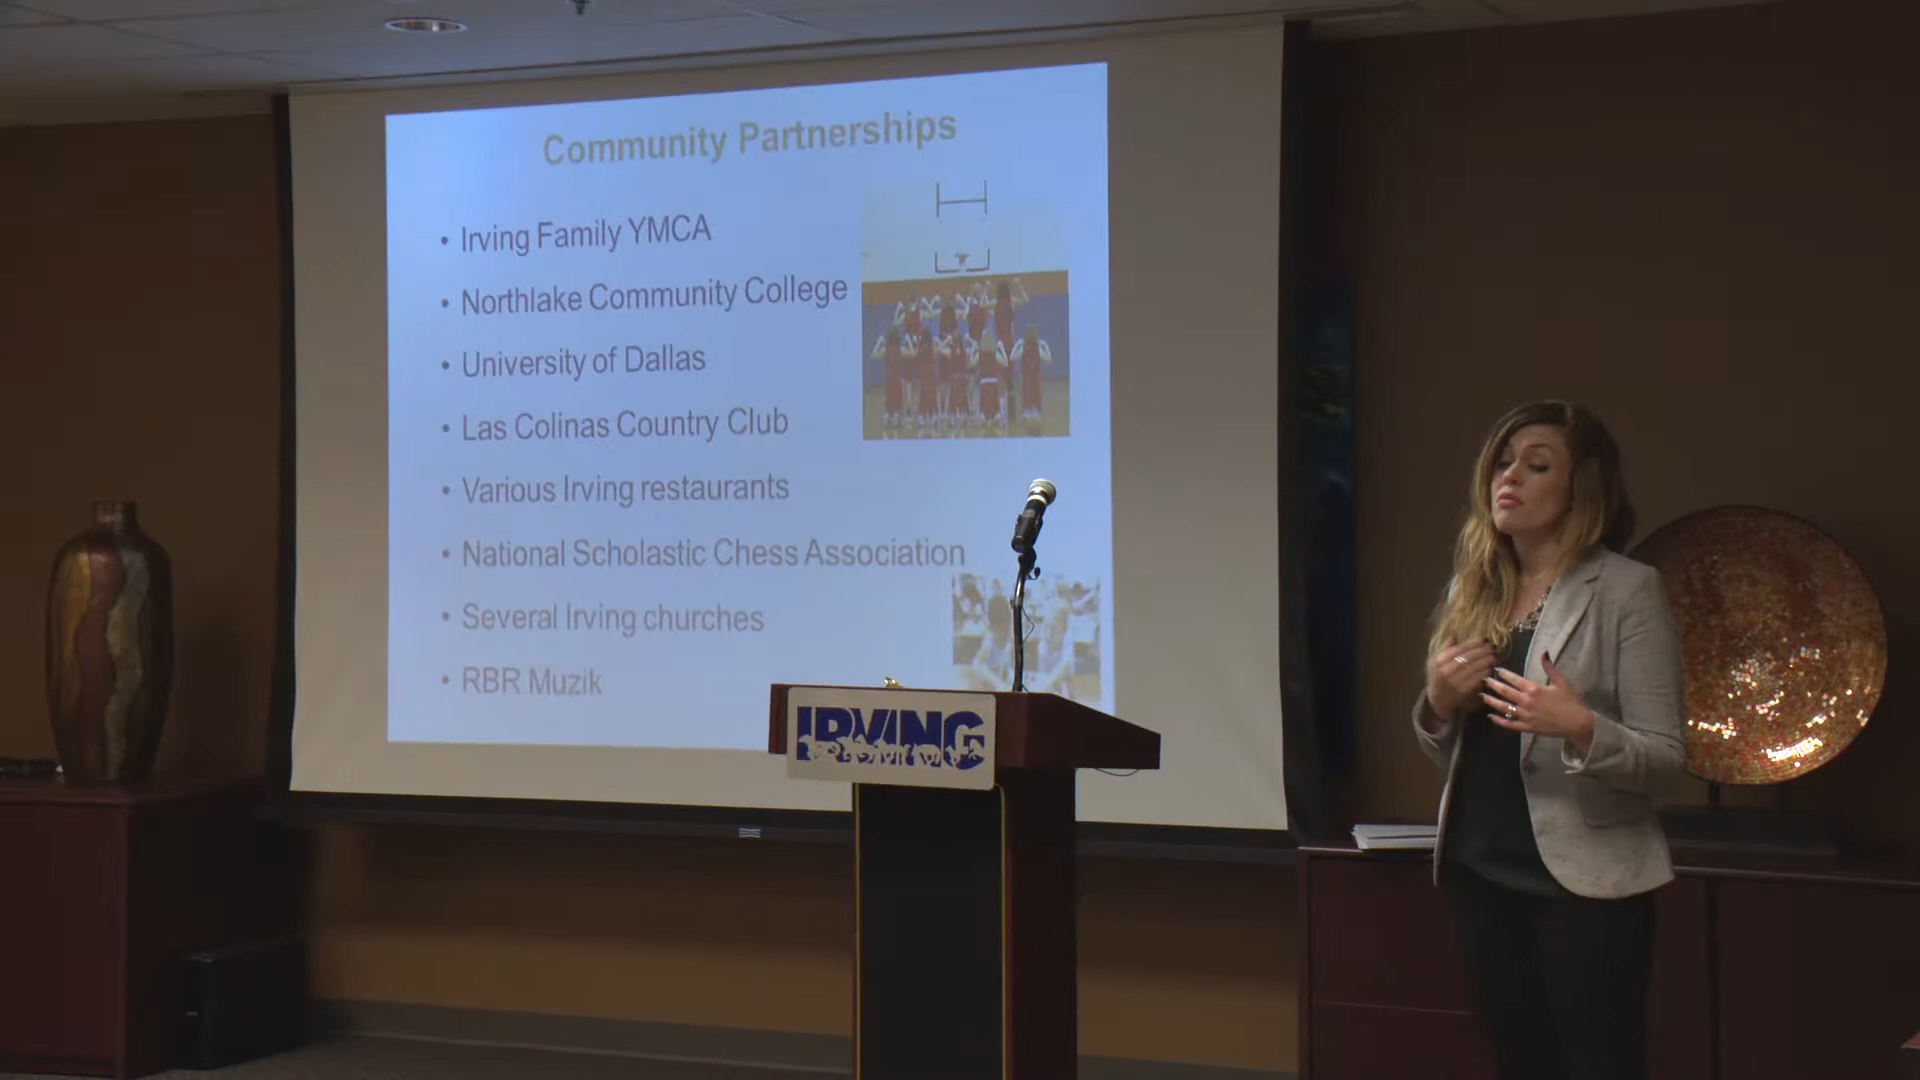 Community Partnerships
• Irving Family YMCA
• Northlake Community College
• University of Dallas
• Las Colinas Country Club
• Various Irving restaurants
• National Scholastic Chess Association
• Several Irving churches
• RBR Muzik
IRVING